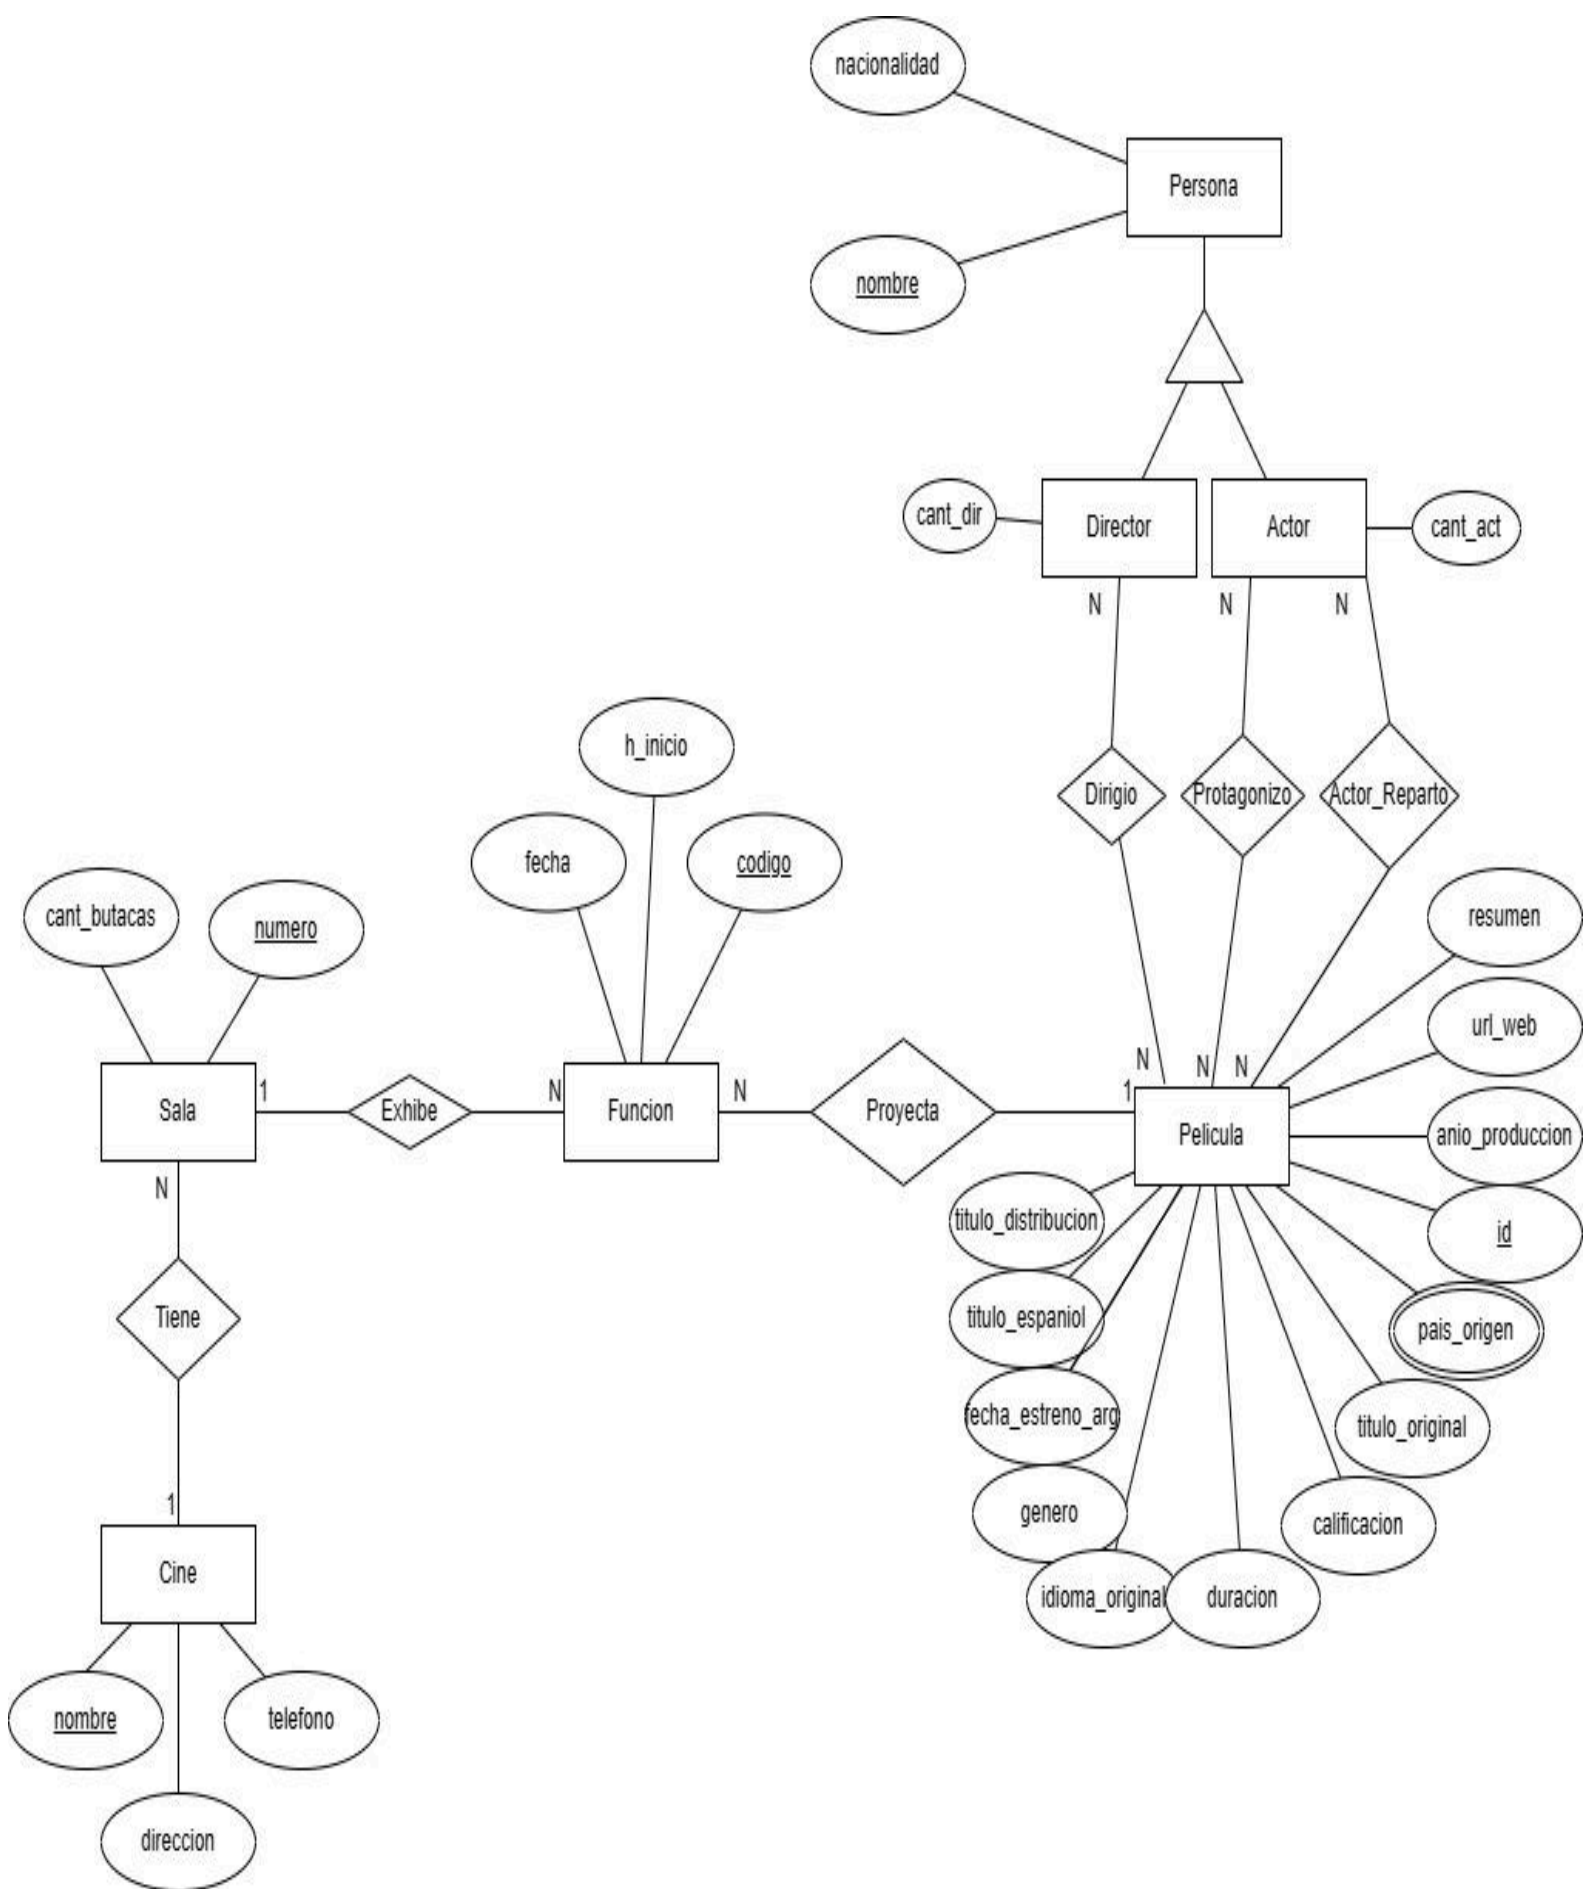 nacionalidad
Persona
nombre
cant_dir
Director
Actor
cant_act
N
N
N
h_inicio
Dirigio
Protagonizo
Actor_Reparto
fecha
codigo
cant_butacas
numero
resumen
url_web
N
N
N
Sala
1
Exhibe
N
Funcion
N
Proyecta
1
Pelicula
anio_produccion
N
titulo_distribucion
id
Tiene
titulo_espaniol
pais_origen
fecha_estreno_arg
titulo_original
1
genero
calificacion
Cine
idioma_original
duracion
nombre
telefono
direccion